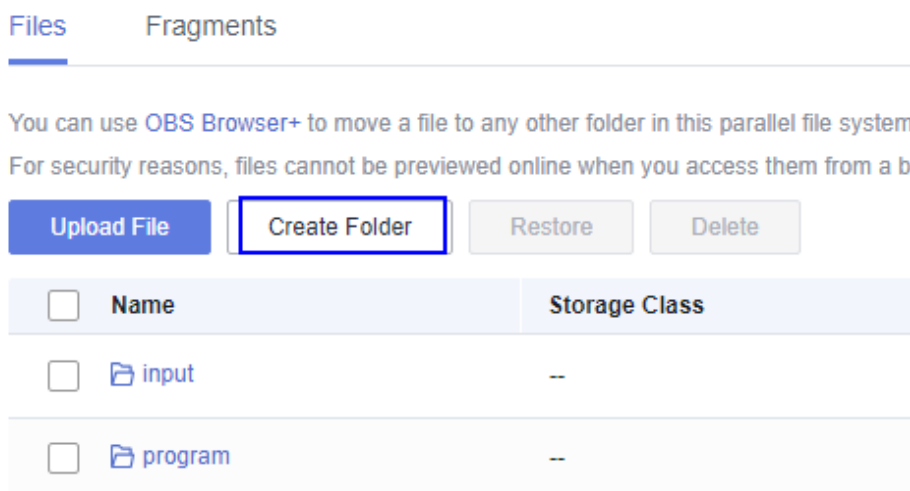 Files Fragments
You can use OBS Browser+ to move a file to any other folder in this parallel file system
For security reasons, files cannot be previewed online when you access them from a b
Upload File Create Folder Restore Delete
Name Storage Class
input --
program --